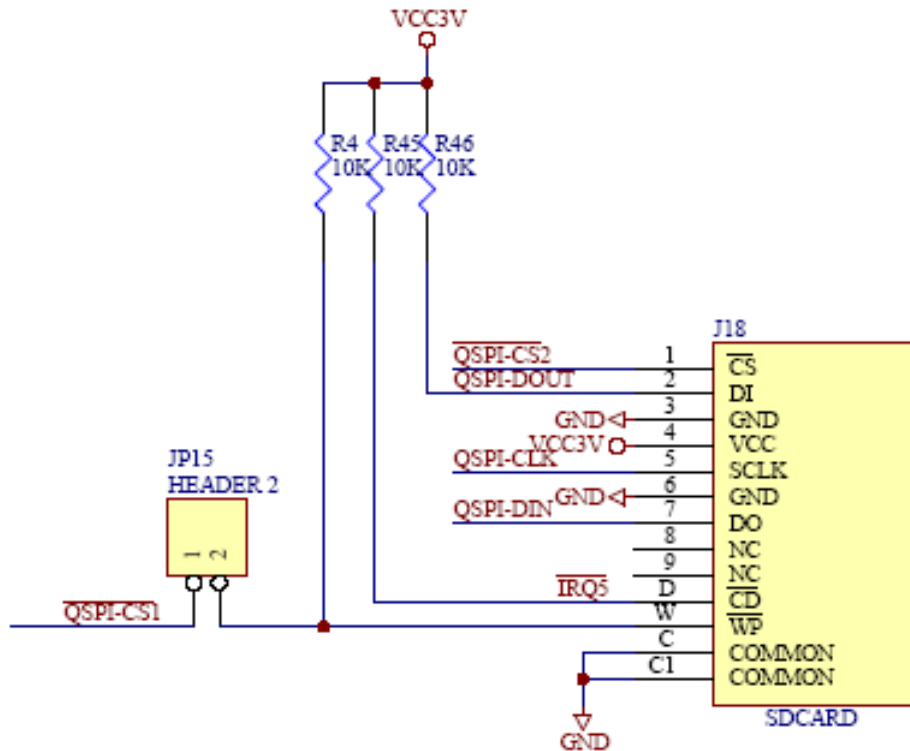 VCC3V
R4
10K
R45
10K
R46
10K
J18
QSPI-CS2
1
CS
QSPI-DOUT
2
DI
GND
3
GND
VCC3V
4
VCC
QSPI-CLK
5
SCLK
GND
6
GND
QSPI-DIN
7
DO
8
NC
9
NC
IRQ5
D
CD
JP15
HEADER 2
1
2
QSPI-CS1
W
WP
C
COMMON
C1
COMMON
SDCARD
GND